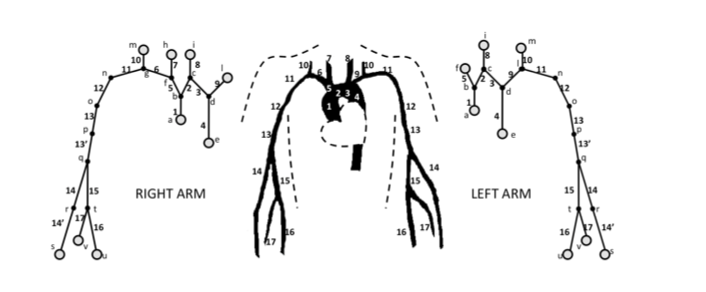 m
h
i
10
7
8
l
n
11
g
6
f
5
c
2
3
9
d
b
1
a
4
e
12
o
13
p
13'
q
14
15
r
t
14'
17
16
s
v
u
RIGHT ARM
10
6
7
8
9
10
11
5
2
3
4
1
11
12
12
13
13
14
15
15
14
16
17
16
17
i
m
f
8
10
l
5
c
2
3
9
11
n
b
d
1
a
4
e
12
o
13
p
13'
q
15
14
t
r
16
17
14'
u
v
s
LEFT ARM